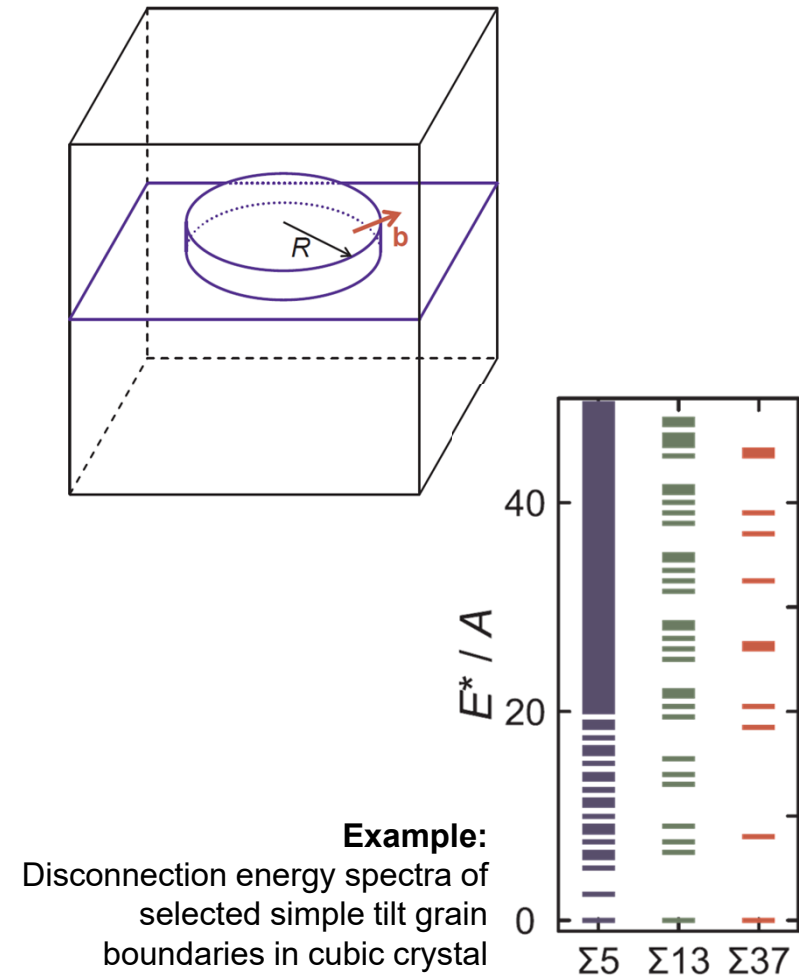 R
b
40
20
0
E* / A
Σ5 Σ13 Σ37
Example:
Disconnection energy spectra of
selected simple tilt grain
boundaries in cubic crystal